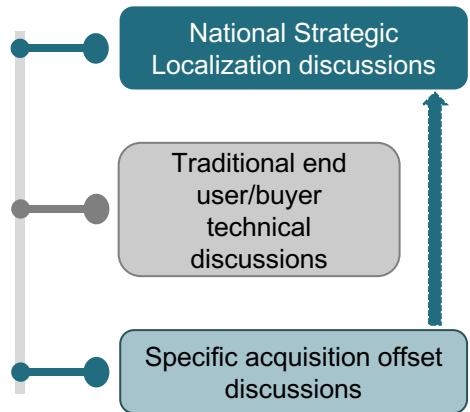 National Strategic
Localization discussions
Traditional end
user/buyer
technical
discussions
Specific acquisition offset
discussions